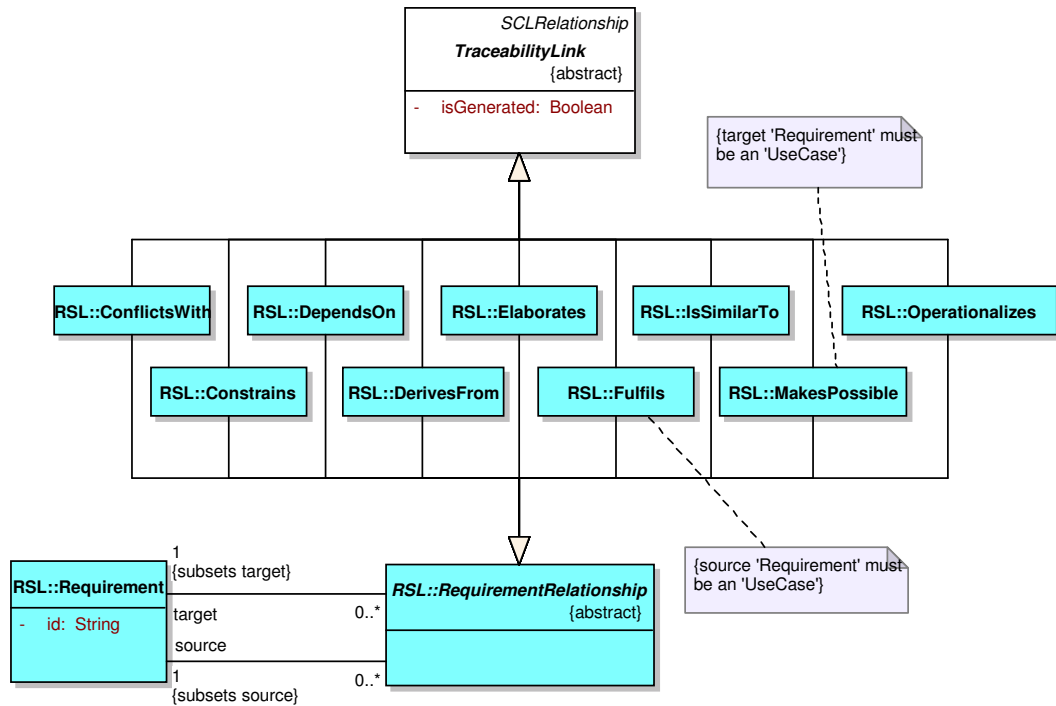 SCLRelationship
TraceabilityLink
{abstract}
- isGenerated: Boolean
{target 'Requirement' must
be an 'UseCase'}
RSL::ConflictsWith
RSL::DependsOn
RSL::Elaborates
RSL::IsSimilarTo
RSL::Operationalizes
RSL::Constrains
RSL::DerivesFrom
RSL::Fulfils
RSL::MakesPossible
{source 'Requirement' must
be an 'UseCase'}
RSL::Requirement
- id: String
1
{subsets target}
target
0..*
source
1
{subsets source}
0..*
RSL::RequirementRelationship
{abstract}